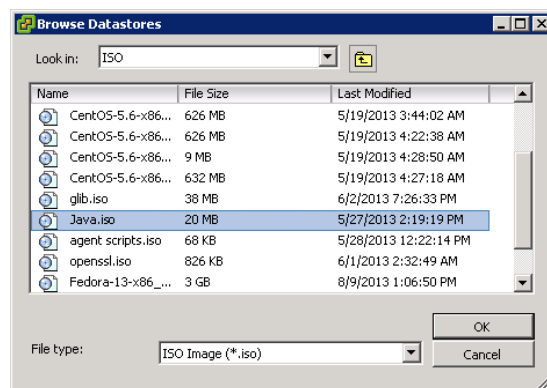 Browse Datastores
Look in: ISO
Name File Size Last Modified
CentOS-5.6-x86... 626 MB 5/19/2013 3:44:02 AM
CentOS-5.6-x86... 626 MB 5/19/2013 4:22:38 AM
CentOS-5.6-x86... 9 MB 5/19/2013 4:28:50 AM
CentOS-5.6-x86... 632 MB 5/19/2013 4:27:18 AM
glib.iso 38 MB 6/2/2013 7:26:33 PM
Java.iso 20 MB 5/27/2013 2:19:19 PM
agent scripts.iso 68 KB 5/28/2013 12:22:14 PM
openssl.iso 826 KB 6/1/2013 2:32:49 AM
Fedora-13-x86_... 3 GB 8/9/2013 1:06:50 PM
OK
File type: ISO Image (*.iso)
Cancel